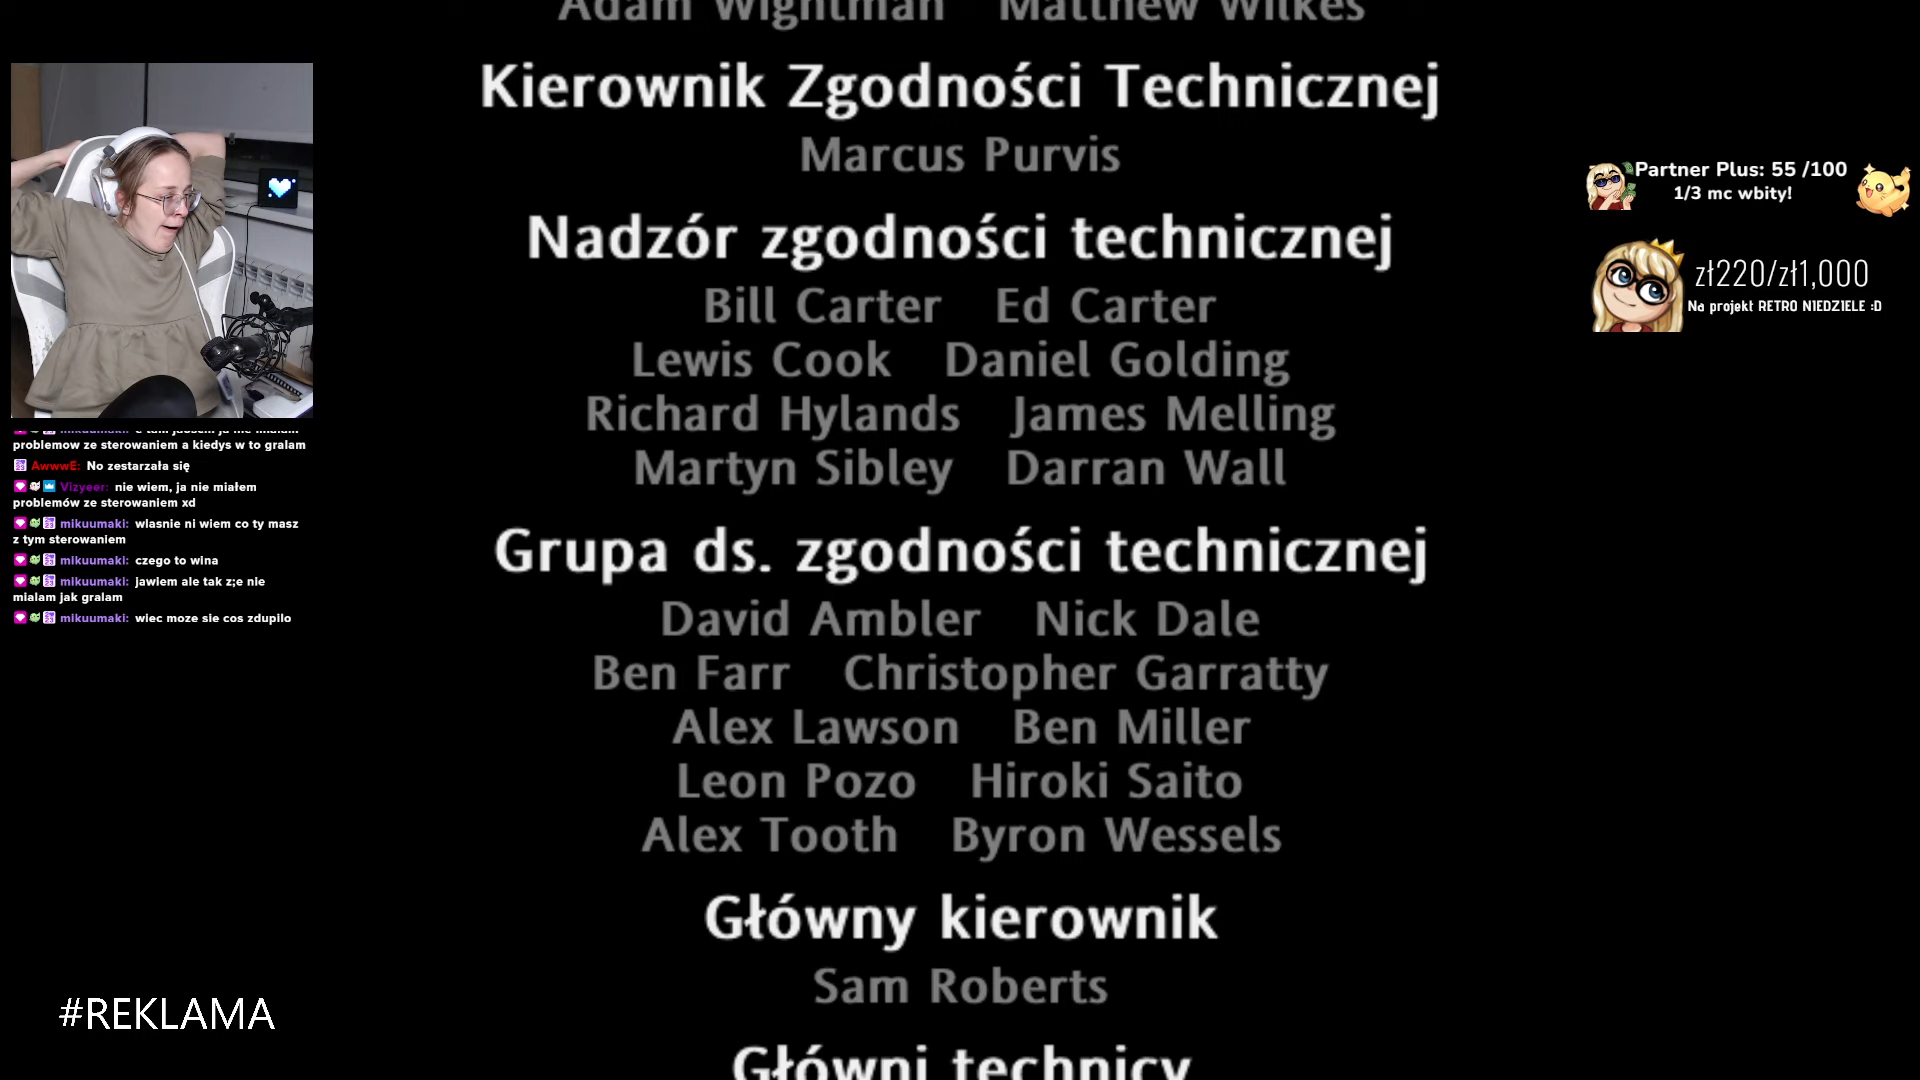 Adam Wightman Matthew Wilkes
Kierownik Zgodności Technicznej
Marcus Purvis
Nadzór zgodności technicznej
Bill Carter Ed Carter
Lewis Cook Daniel Golding
Richard Hylands James Melling
Martyn Sibley Darran Wall
Grupa ds. zgodności technicznej
David Ambler Nick Dale
Ben Farr Christopher Garratty
Alex Lawson Ben Miller
Leon Pozo Hiroki Saito
Alex Tooth Byron Wessels
Główny kierownik
Sam Roberts
Główni technicy
problemow ze sterowaniem a kiedys w to gralam
AwwwE: No zestarzała się
Vizyeer: nie wiem, ja nie miałem
problemów ze sterowaniem xd
mikuumaki: wlasnie ni wiem co ty masz
z tym sterowaniem
mikuumaki: czego to wina
mikuumaki: jawiem ale tak z;e nie
mialam jak gralam
mikuumaki: wiec moze sie cos zdupilo
#REKLAMA
Partner Plus: 55 /100
1/3 mc wbity!
zł220/zł1,000
Na projekt RETRO NIEDZIELE :D